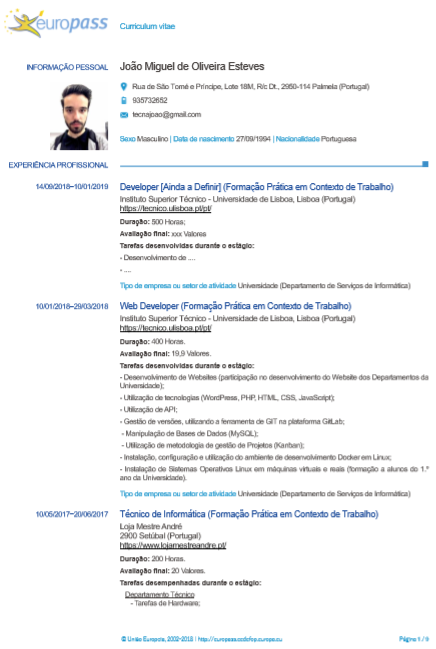 europass
Curriculum vitae
INFORMAÇÃO PESSOAL
João Miguel de Oliveira Esteves
Rua de São Tomé e Príncipe, Lote 18M, R/c Dt., 2950-114 Palmela (Portugal)
935732652
tecnajoao@gmail.com
Sexo Masculino | Data de nascimento 27/09/1994 | Nacionalidade Portuguesa
EXPERIÊNCIA PROFISSIONAL
14/09/2018–10/01/2019
Developer [Ainda a Definir] (Formação Prática em Contexto de Trabalho)
Instituto Superior Técnico - Universidade de Lisboa, Lisboa (Portugal)
https://tecnico.ulisboa.pt/pt/
Duração: 500 Horas;
Avaliação final: xxx Valores
Tarefas desenvolvidas durante o estágio:
- Desenvolvimento de ....
- ....
Tipo de empresa ou setor de atividade Universidade (Departamento de Serviços de Informática)
10/01/2018–29/03/2018
Web Developer (Formação Prática em Contexto de Trabalho)
Instituto Superior Técnico - Universidade de Lisboa, Lisboa (Portugal)
https://tecnico.ulisboa.pt/pt/
Duração: 400 Horas.
Avaliação final: 19,9 Valores.
Tarefas desenvolvidas durante o estágio:
- Desenvolvimento de Websites (participação no desenvolvimento do Website dos Departamentos da
Universidade);
- Utilização de tecnologias (WordPress, PHP, HTML, CSS, JavaScript);
- Utilização de API;
- Gestão de versões, utilizando a ferramenta de GIT na plataforma GitLab;
- Manipulação de Bases de Dados (MySQL);
- Utilização de metodologia de gestão de Projetos (Kanban);
- Instalação, configuração e utilização do ambiente de desenvolvimento Docker em Linux;
- Instalação de Sistemas Operativos Linux em máquinas virtuais e reais (formação a alunos do 1.º
ano da Universidade).
Tipo de empresa ou setor de atividade Universidade (Departamento de Serviços de Informática)
10/05/2017–20/06/2017
Técnico de Informática (Formação Prática em Contexto de Trabalho)
Loja Mestre André
2900 Setúbal (Portugal)
https://www.lojamestreandre.pt/
Duração: 200 Horas.
Avaliação final: 20 Valores.
Tarefas desempenhadas durante o estágio:
Departamento Técnico
- Tarefas de Hardware;
© União Europeia, 2002-2018 | http://europass.cedefop.europa.eu
Página 1 / 9